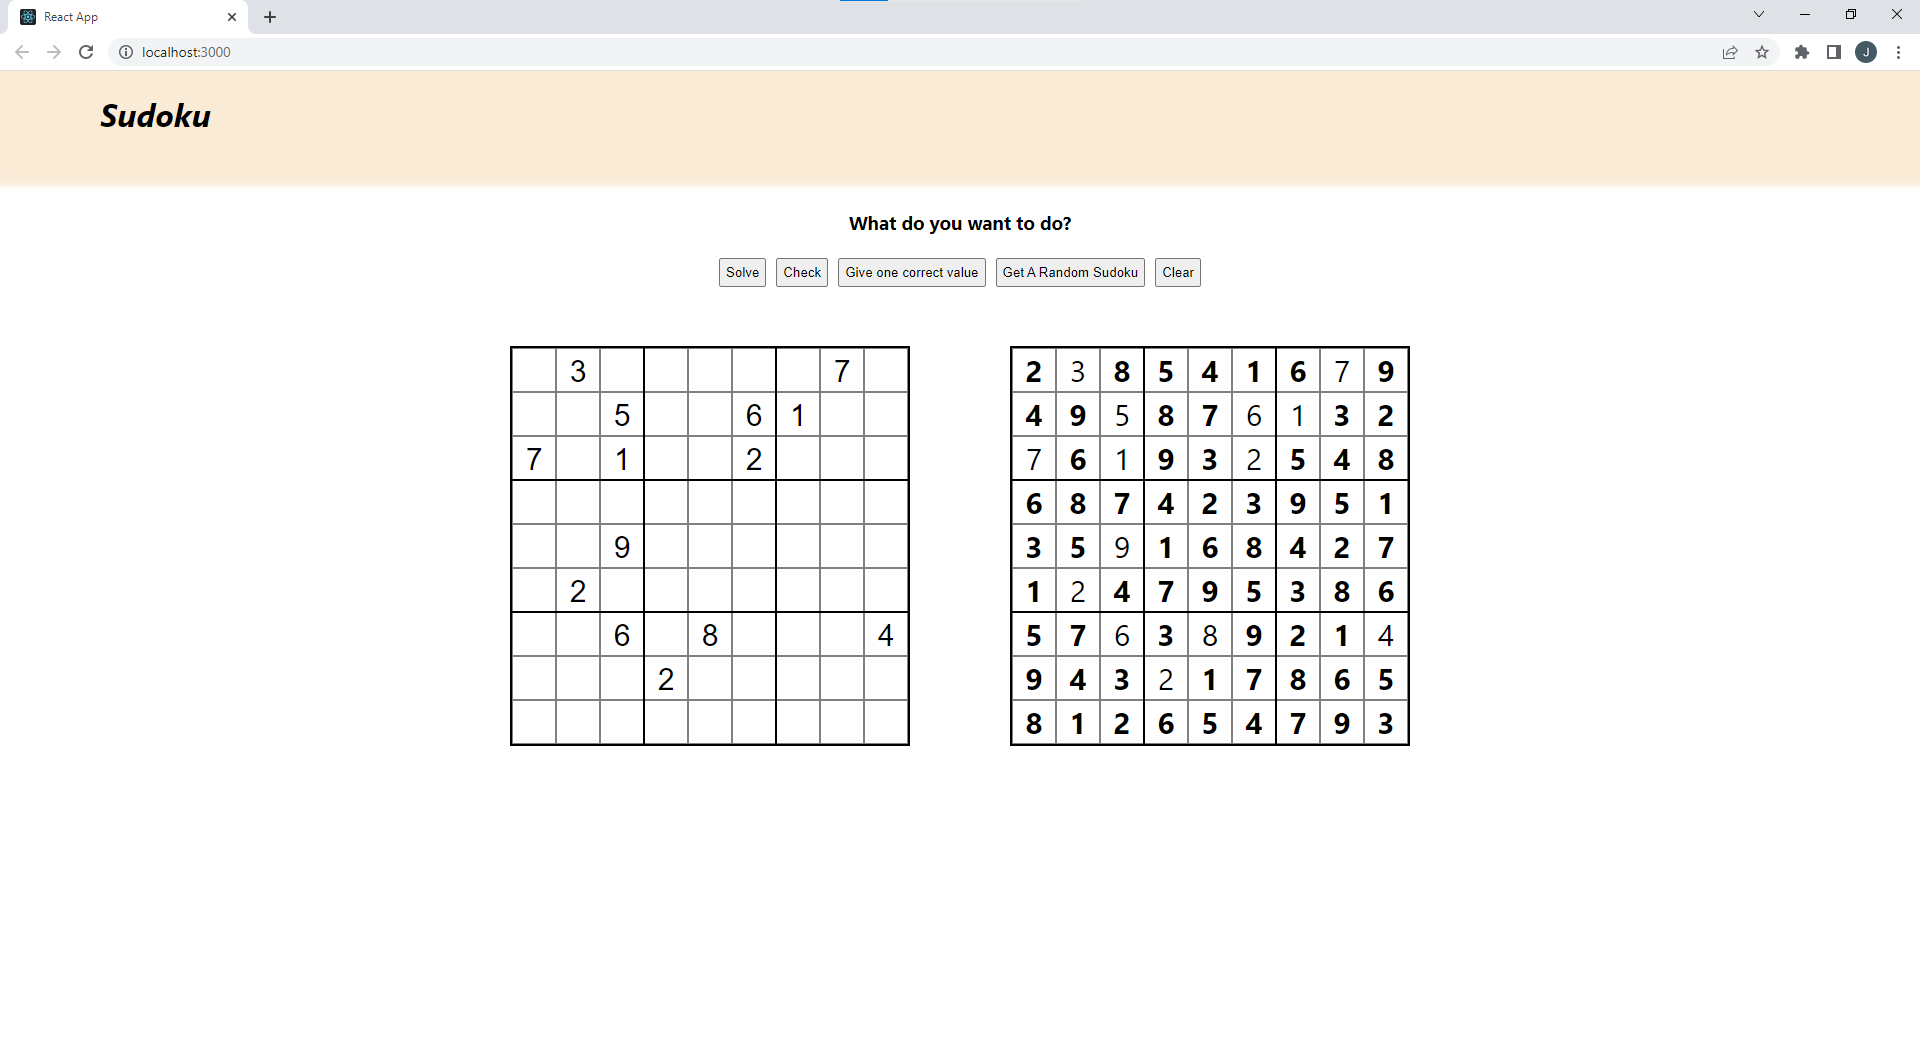 React App
localhost:3000
J
Sudoku
What do you want to do?
Solve Check Give one correct value Get A Random Sudoku Clear
3 7
5 6 1
7 1 2
9
2
6 8 4
2
2 3 8 5 4 1 6 7 9
4 9 5 8 7 6 1 3 2
7 6 1 9 3 2 5 4 8
6 8 7 4 2 3 9 5 1
3 5 9 1 6 8 4 2 7
1 2 4 7 9 5 3 8 6
5 7 6 3 8 9 2 1 4
9 4 3 2 1 7 8 6 5
8 1 2 6 5 4 7 9 3